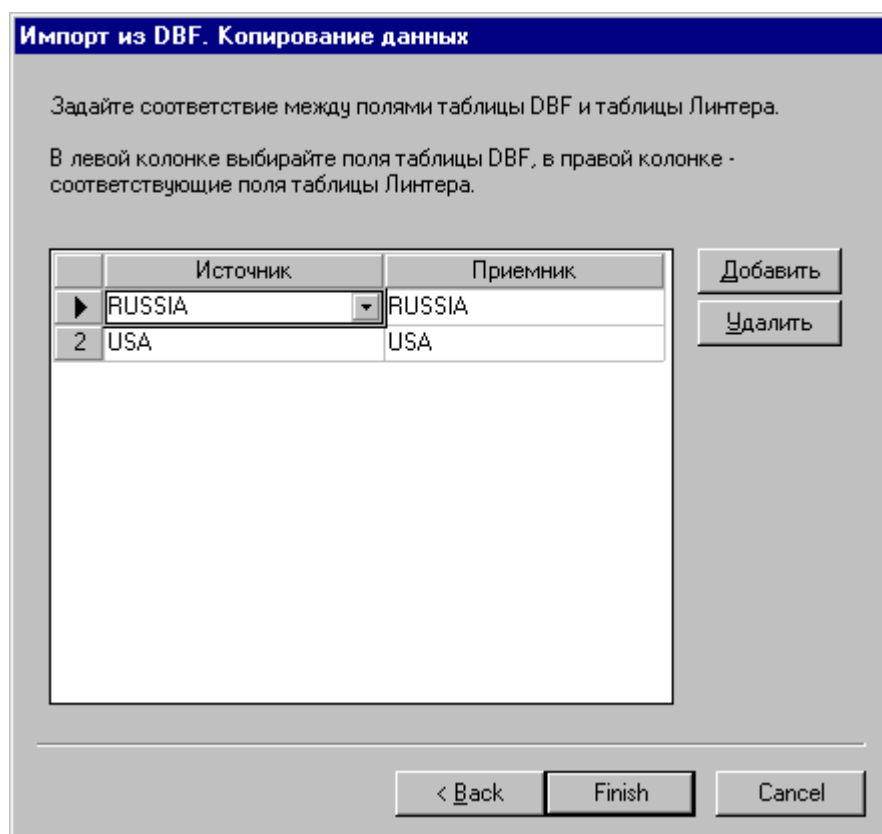 Импорт из DBF. Копирование данных
Задайте соответствие между полями таблицы DBF и таблицы Линтера.
В левой колонке выбирайте поля таблицы DBF, в правой колонке -
соответствующие поля таблицы Линтера.
Источник Приемник
RUSSIA RUSSIA
2 USA USA
Добавить
Удалить
< Back Finish Cancel